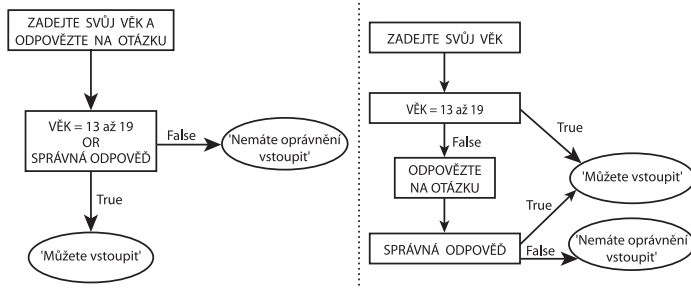 ZADEJTE SVŮJ VĚK A
ODPOVĚZTE NA OTÁZKU
VĚK = 13 až 19
OR
SPRÁVNÁ ODPOVĚĎ
False
'Nemáte oprávnění
vstoupit'
True
'Můžete vstoupit'
ZADEJTE SVŮJ VĚK
VĚK = 13 až 19
True
False
ODPOVĚZTE
NA OTÁZKU
'Můžete vstoupit'
True
SPRÁVNÁ ODPOVĚĎ
False
'Nemáte oprávnění
vstoupit'